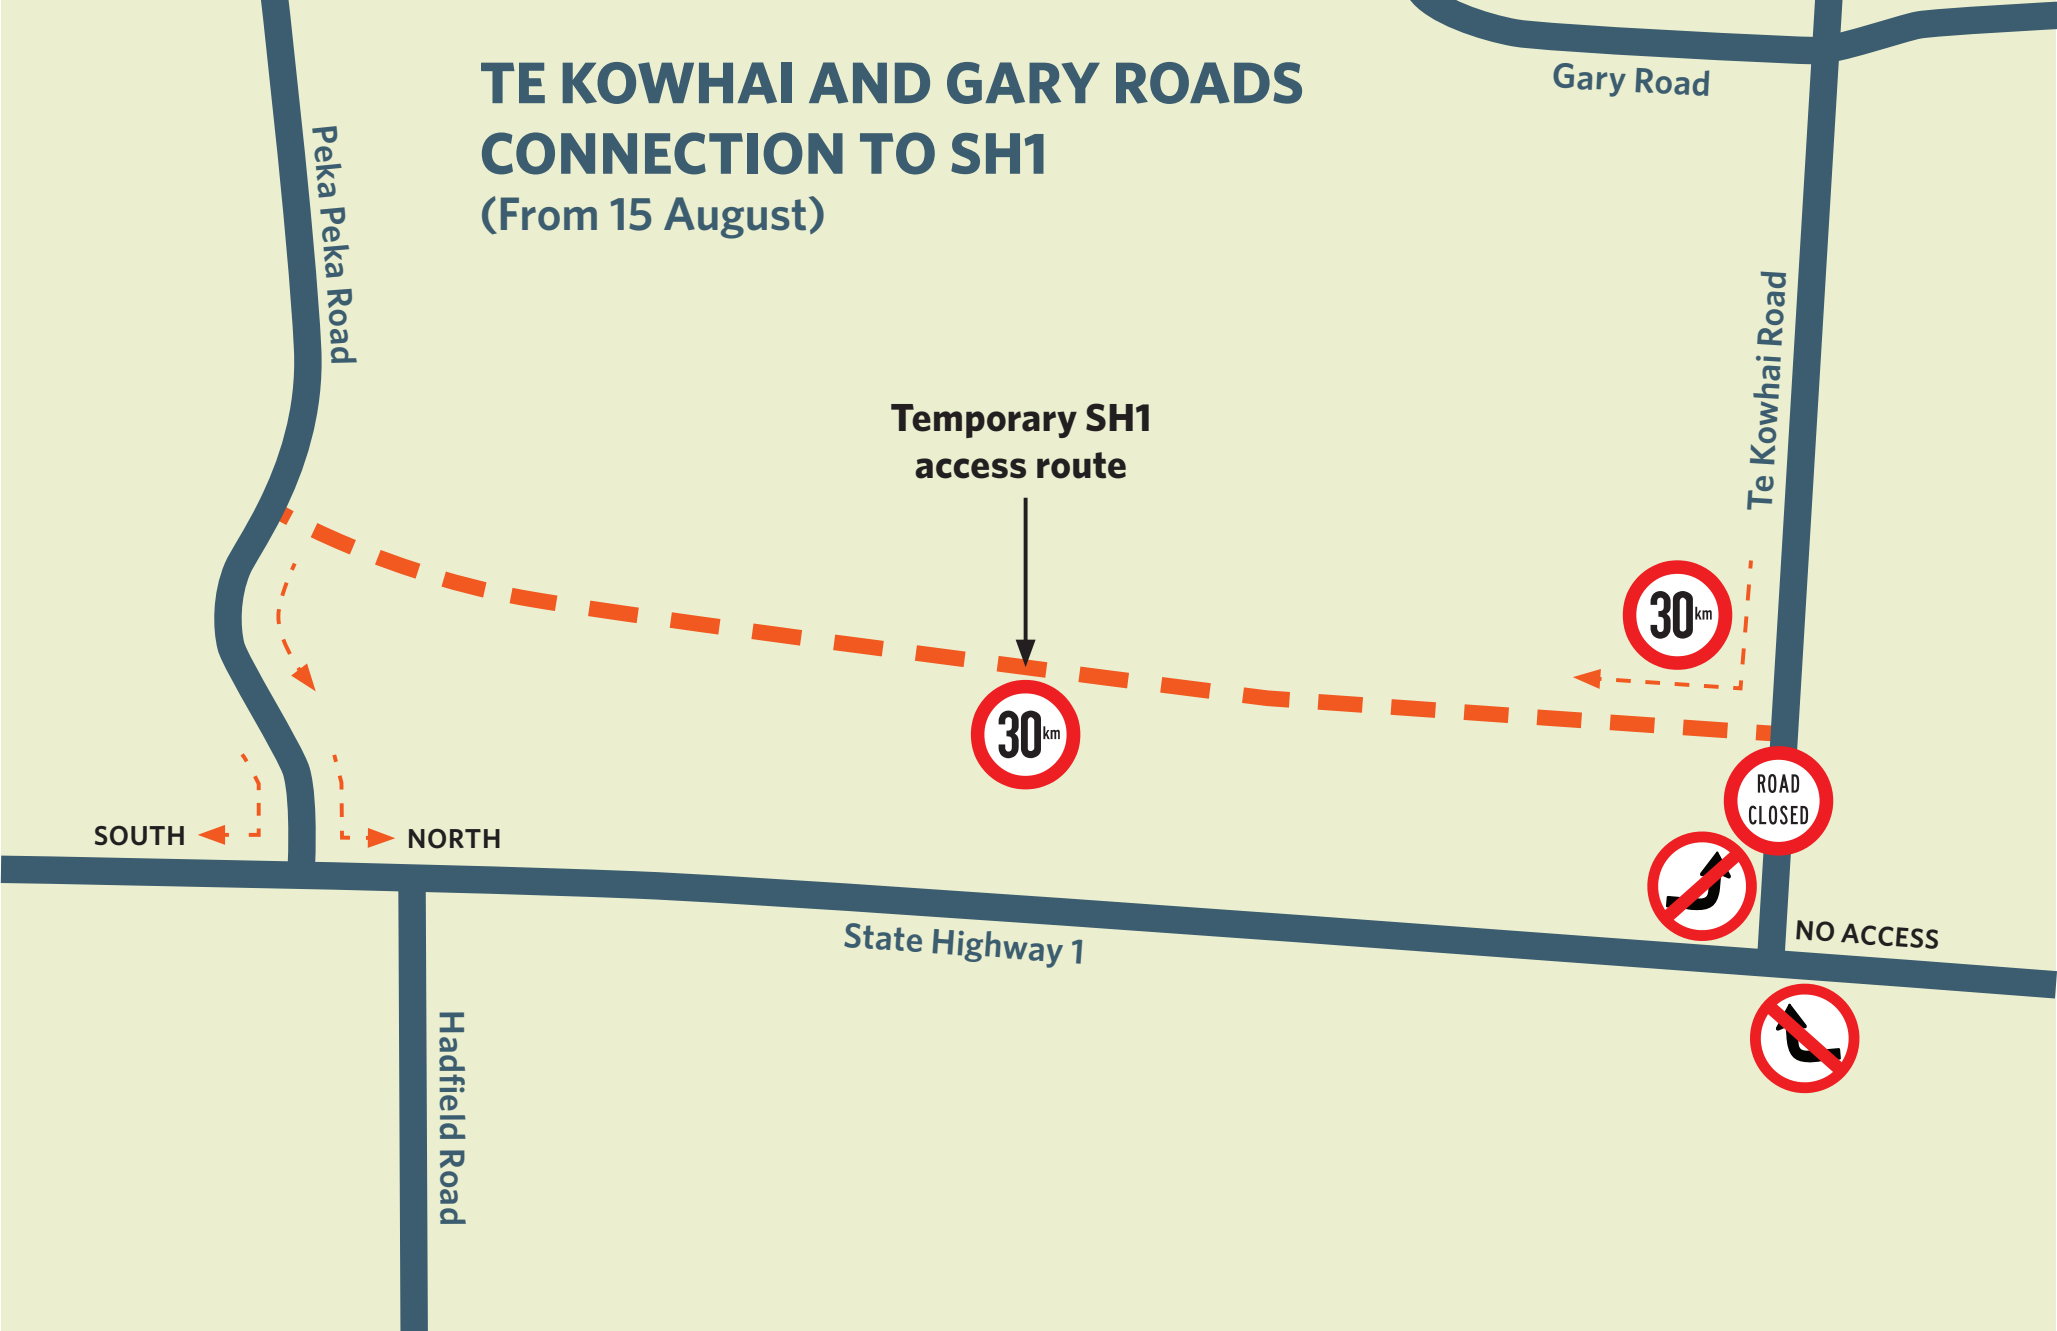 TE KOWHAI AND GARY ROADS
CONNECTION TO SH1
(From 15 August)
Gary Road
Peka Peka Road
Te Kowhai Road
Temporary SH1
access route
30km
30km
ROAD
CLOSED
SOUTH
NORTH
NO ACCESS
State Highway 1
Hadfield Road